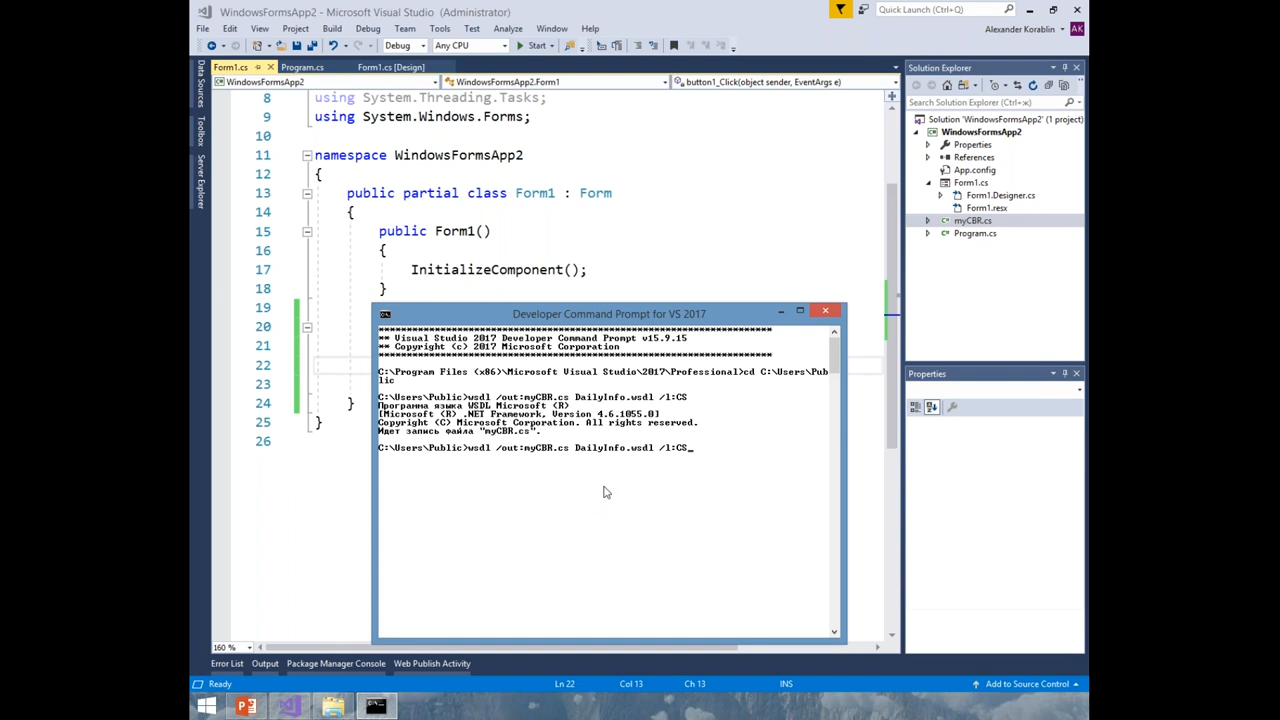 WindowsFormsApp2 - Microsoft Visual Studio (Administrator)
Quick Launch (Ctrl+Q)
File Edit View Project Build Debug Team Tools Test Analyze Window Help
Alexander Korablin AK
Debug Any CPU Start
Form1.cs Program.cs Form1.cs [Design]
WindowsFormsApp2 WindowsFormsApp2.Form1 button1_Click(object sender, EventArgs e)
Data Sources
Toolbox
Server Explorer
8 using System.Threading.Tasks;
9 using System.Windows.Forms;
10
11 namespace WindowsFormsApp2
12 {
13 public partial class Form1 : Form
14 {
15 public Form1()
16 {
17 InitializeComponent();
18 }
19
20
21
22
23
24 }
25 }
26
Developer Command Prompt for VS 2017
**********************************************************************
** Visual Studio 2017 Developer Command Prompt v15.9.15
** Copyright (c) 2017 Microsoft Corporation
**********************************************************************
C:\Program Files (x86)\Microsoft Visual Studio\2017\Professional>cd C:\Users\Pub
lic
C:\Users\Public>wsdl /out:myCBR.cs DailyInfo.wsdl /l:CS
Программа языка WSDL Microsoft (R)
[Microsoft (R) .NET Framework, Version 4.6.1055.0]
Copyright (C) Microsoft Corporation. All rights reserved.
Идет запись файла "myCBR.cs".
C:\Users\Public>wsdl /out:myCBR.cs DailyInfo.wsdl /l:CS_
Solution Explorer
Search Solution Explorer (Ctrl+ж)
Solution 'WindowsFormsApp2' (1 project)
WindowsFormsApp2
Properties
References
App.config
Form1.cs
Form1.Designer.cs
Form1.resx
myCBR.cs
Program.cs
Properties
160 %
Error List Output Package Manager Console Web Publish Activity
Ready Ln 22 Col 13 Ch 13 INS Add to Source Control